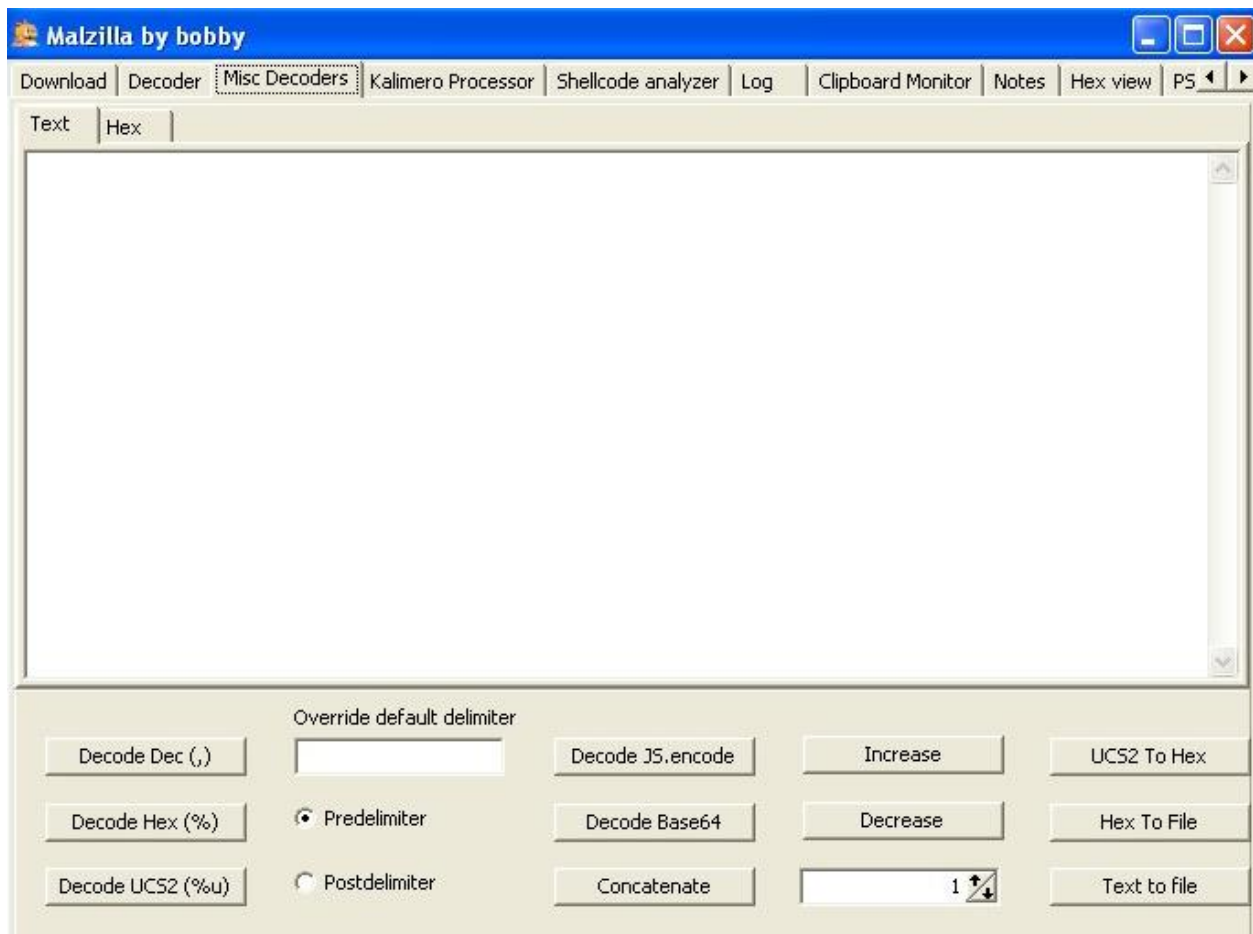 Malzilla by bobby
Download Decoder Misc Decoders Kalimero Processor Shellcode analyzer Log Clipboard Monitor Notes Hex view PS
Text Hex
Override default delimiter
Decode Dec (,) Decode JS.encode Increase UCS2 To Hex
Decode Hex (%) Predelimiter Decode Base64 Decrease Hex To File
Decode UCS2 (%u) Postdelimiter Concatenate 1 Text to file